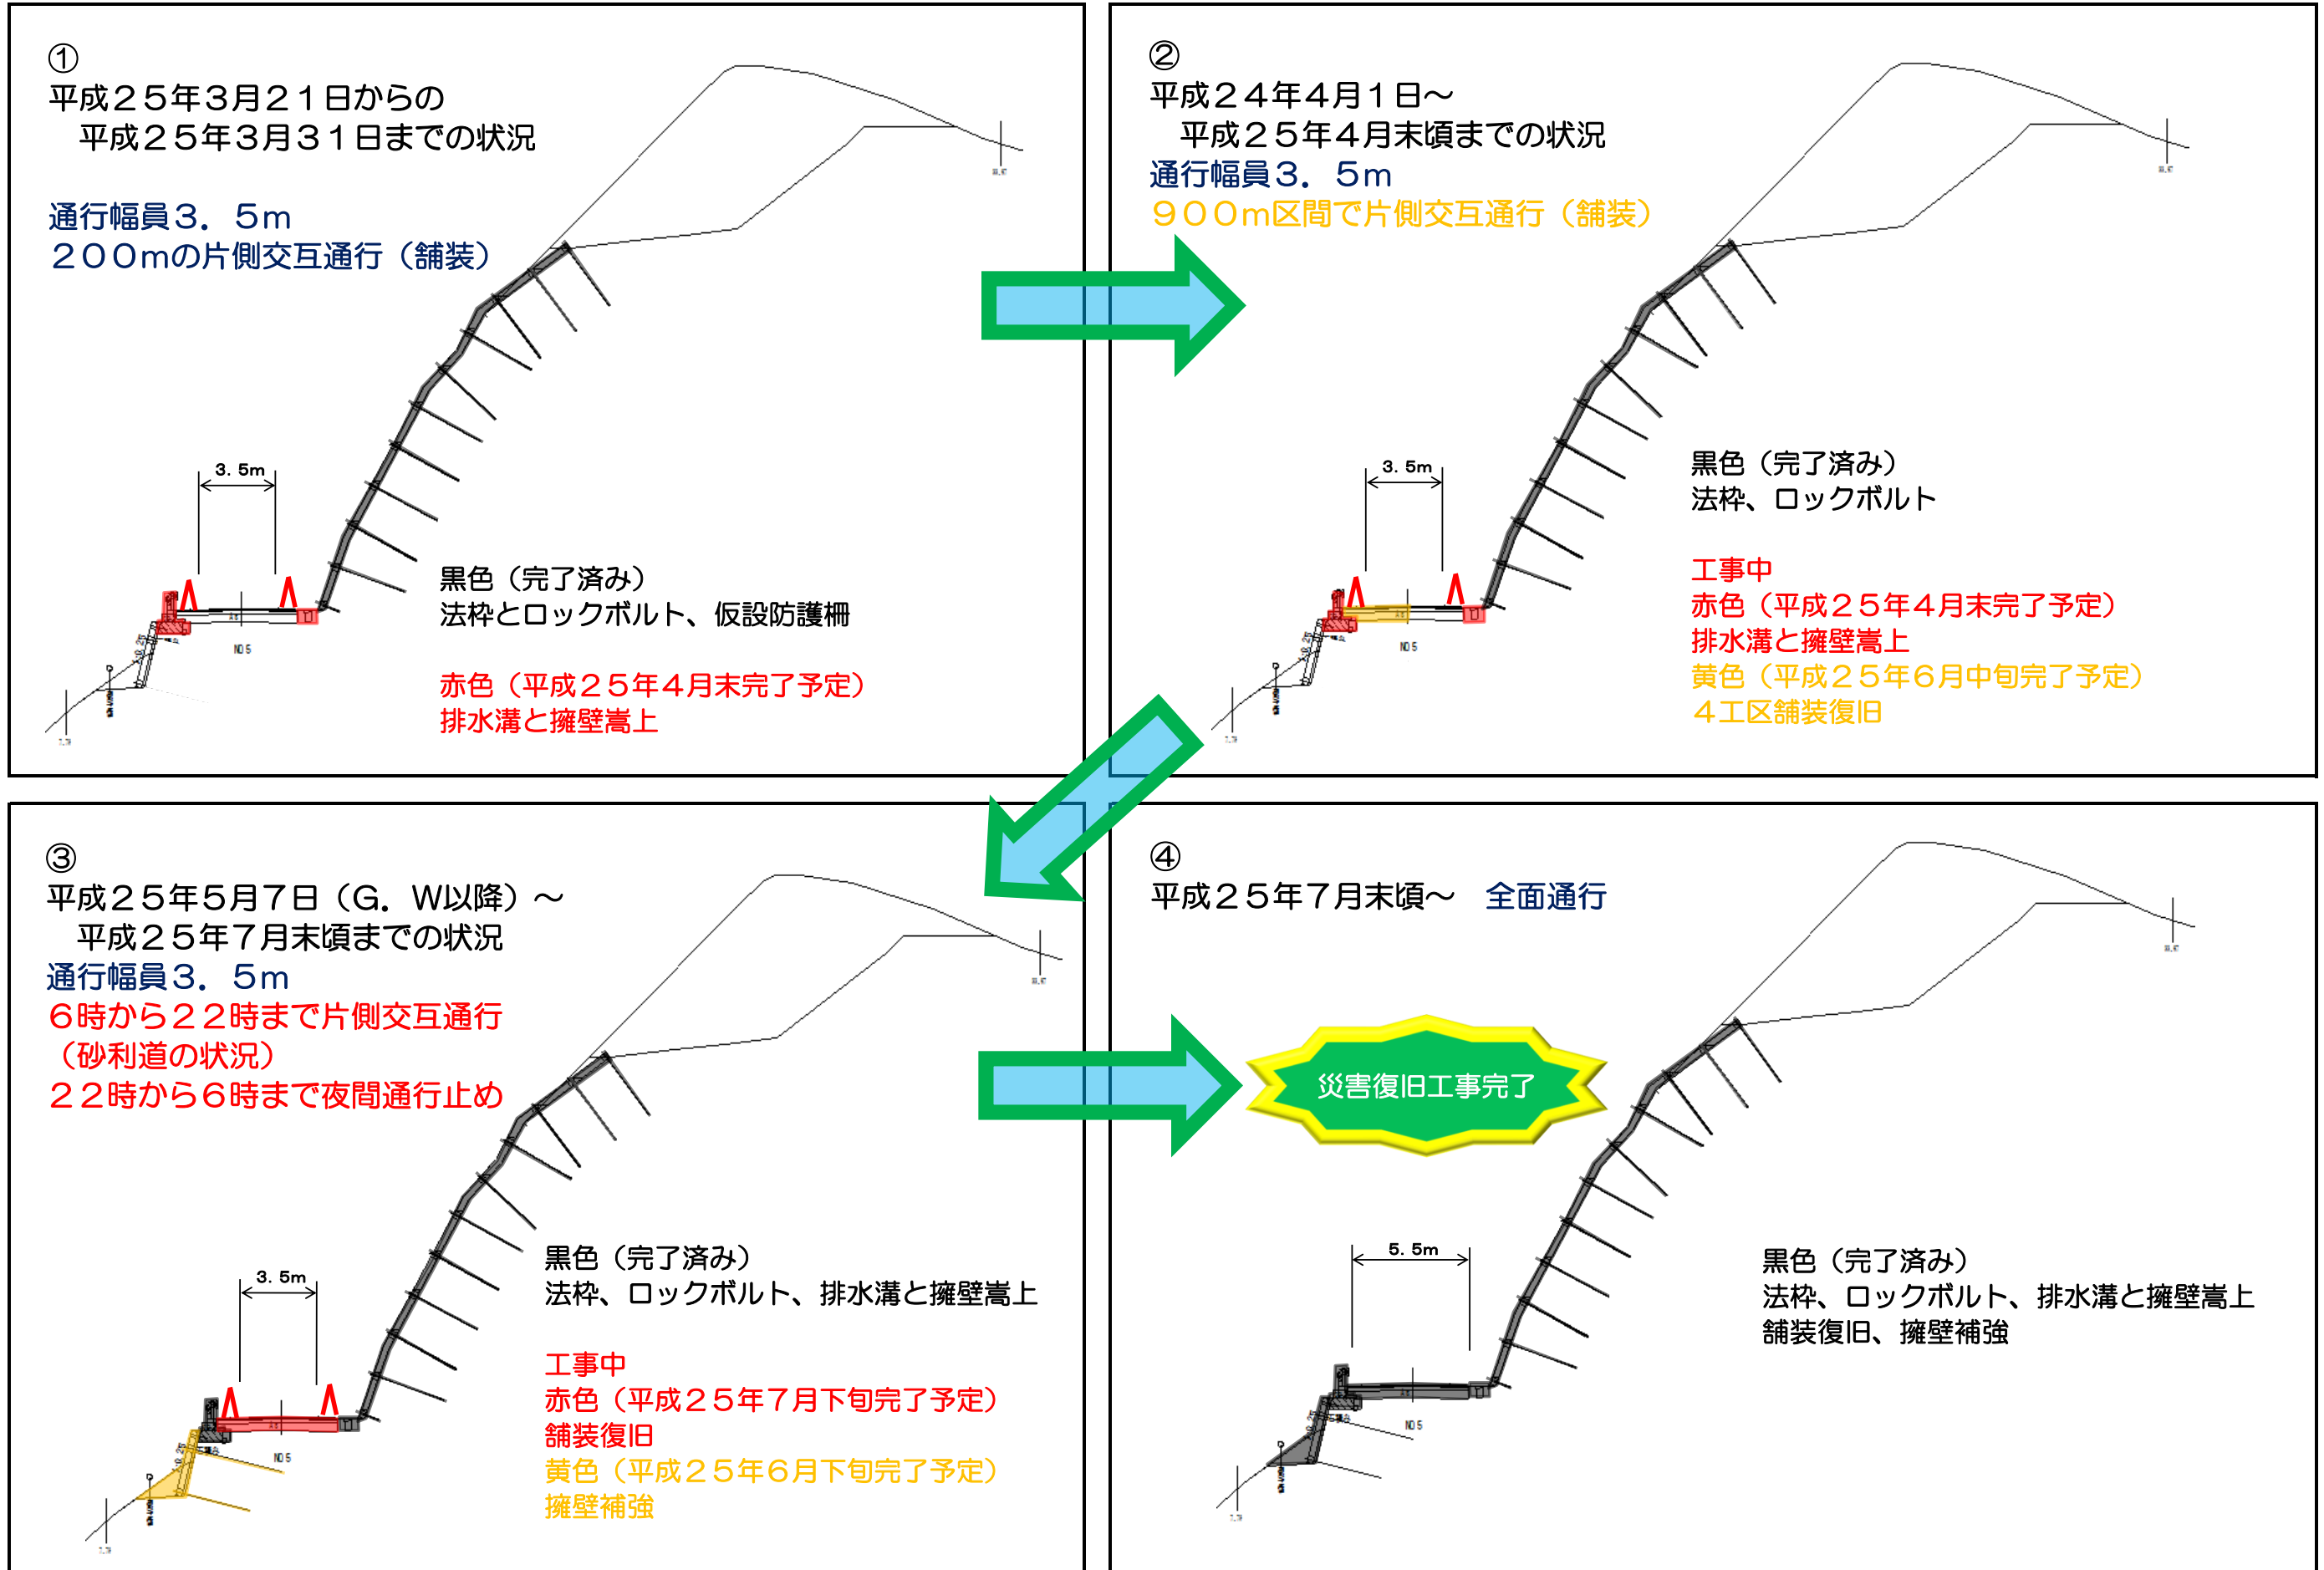 ①
平成２５年３月２１日からの
平成２５年３月３１日までの状況
通行幅員３．５ｍ
２００ｍの片側交互通行（舗装）
3.5m
NO5
黒色（完了済み）
法枠とロックボルト、仮設防護柵
赤色（平成２５年４月末完了予定）
排水溝と擁壁嵩上
②
平成２４年４月１日～
平成２５年４月末頃までの状況
通行幅員３．５ｍ
９００ｍ区間で片側交互通行（舗装）
3.5m
NO5
黒色（完了済み）
法枠、ロックボルト
工事中
赤色（平成２５年４月末完了予定）
排水溝と擁壁嵩上
黄色（平成２５年６月中旬完了予定）
４工区舗装復旧
③
平成２５年５月７日（Ｇ．Ｗ以降）～
平成２５年７月末頃までの状況
通行幅員３．５ｍ
６時から２２時まで片側交互通行
（砂利道の状況）
２２時から６時まで夜間通行止め
3.5m
NO5
黒色（完了済み）
法枠、ロックボルト、排水溝と擁壁嵩上
工事中
赤色（平成２５年７月下旬完了予定）
舗装復旧
黄色（平成２５年６月下旬完了予定）
擁壁補強
④
平成２５年７月末頃～　全面通行
災害復旧工事完了
5.5m
NO5
黒色（完了済み）
法枠、ロックボルト、排水溝と擁壁嵩上
舗装復旧、擁壁補強